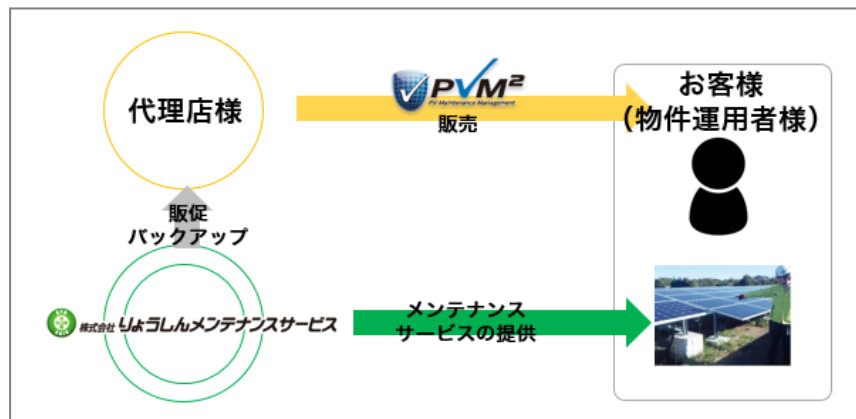 代理店様
PVM²
PV Maintenance Management
販売
お客様
（物件運用者様）
販促
バックアップ
株式会社 りょうしんメンテナンスサービス
メンテナンス
サービスの提供